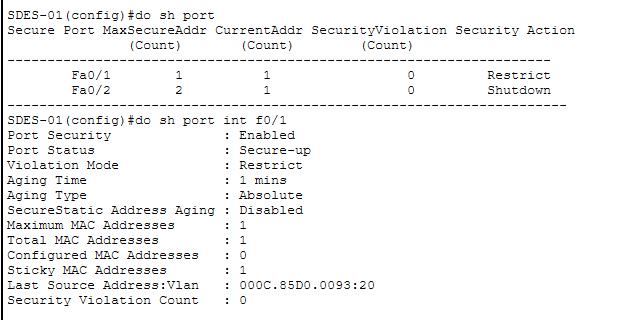 SDES-01(config)#do sh port
Secure Port MaxSecureAddr CurrentAddr SecurityViolation Security Action
(Count) (Count) (Count)
--------------------------------------------------------------------
Fa0/1 1 1 0 Restrict
Fa0/2 2 1 0 Shutdown
----------------------------------------------------------------------
SDES-01(config)#do sh port int f0/1
Port Security : Enabled
Port Status : Secure-up
Violation Mode : Restrict
Aging Time : 1 mins
Aging Type : Absolute
SecureStatic Address Aging : Disabled
Maximum MAC Addresses : 1
Total MAC Addresses : 1
Configured MAC Addresses : 0
Sticky MAC Addresses : 1
Last Source Address:Vlan : 000C.85D0.0093:20
Security Violation Count : 0